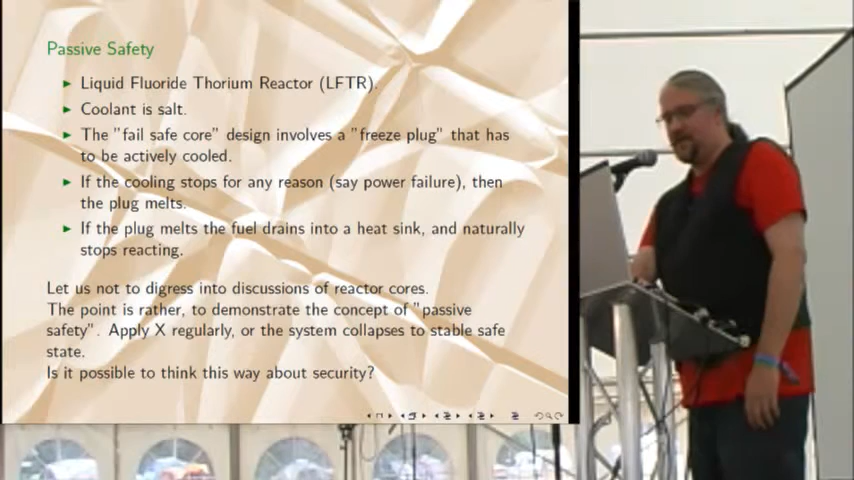 Passive Safety
Liquid Fluoride Thorium Reactor (LFTR).
Coolant is salt.
The "fail safe core" design involves a "freeze plug" that has
to be actively cooled.
If the cooling stops for any reason (say power failure), then
the plug melts.
If the plug melts the fuel drains into a heat sink, and naturally
stops reacting.
Let us not to digress into discussions of reactor cores.
The point is rather, to demonstrate the concept of "passive
safety". Apply X regularly, or the system collapses to stable safe
state.
Is it possible to think this way about security?